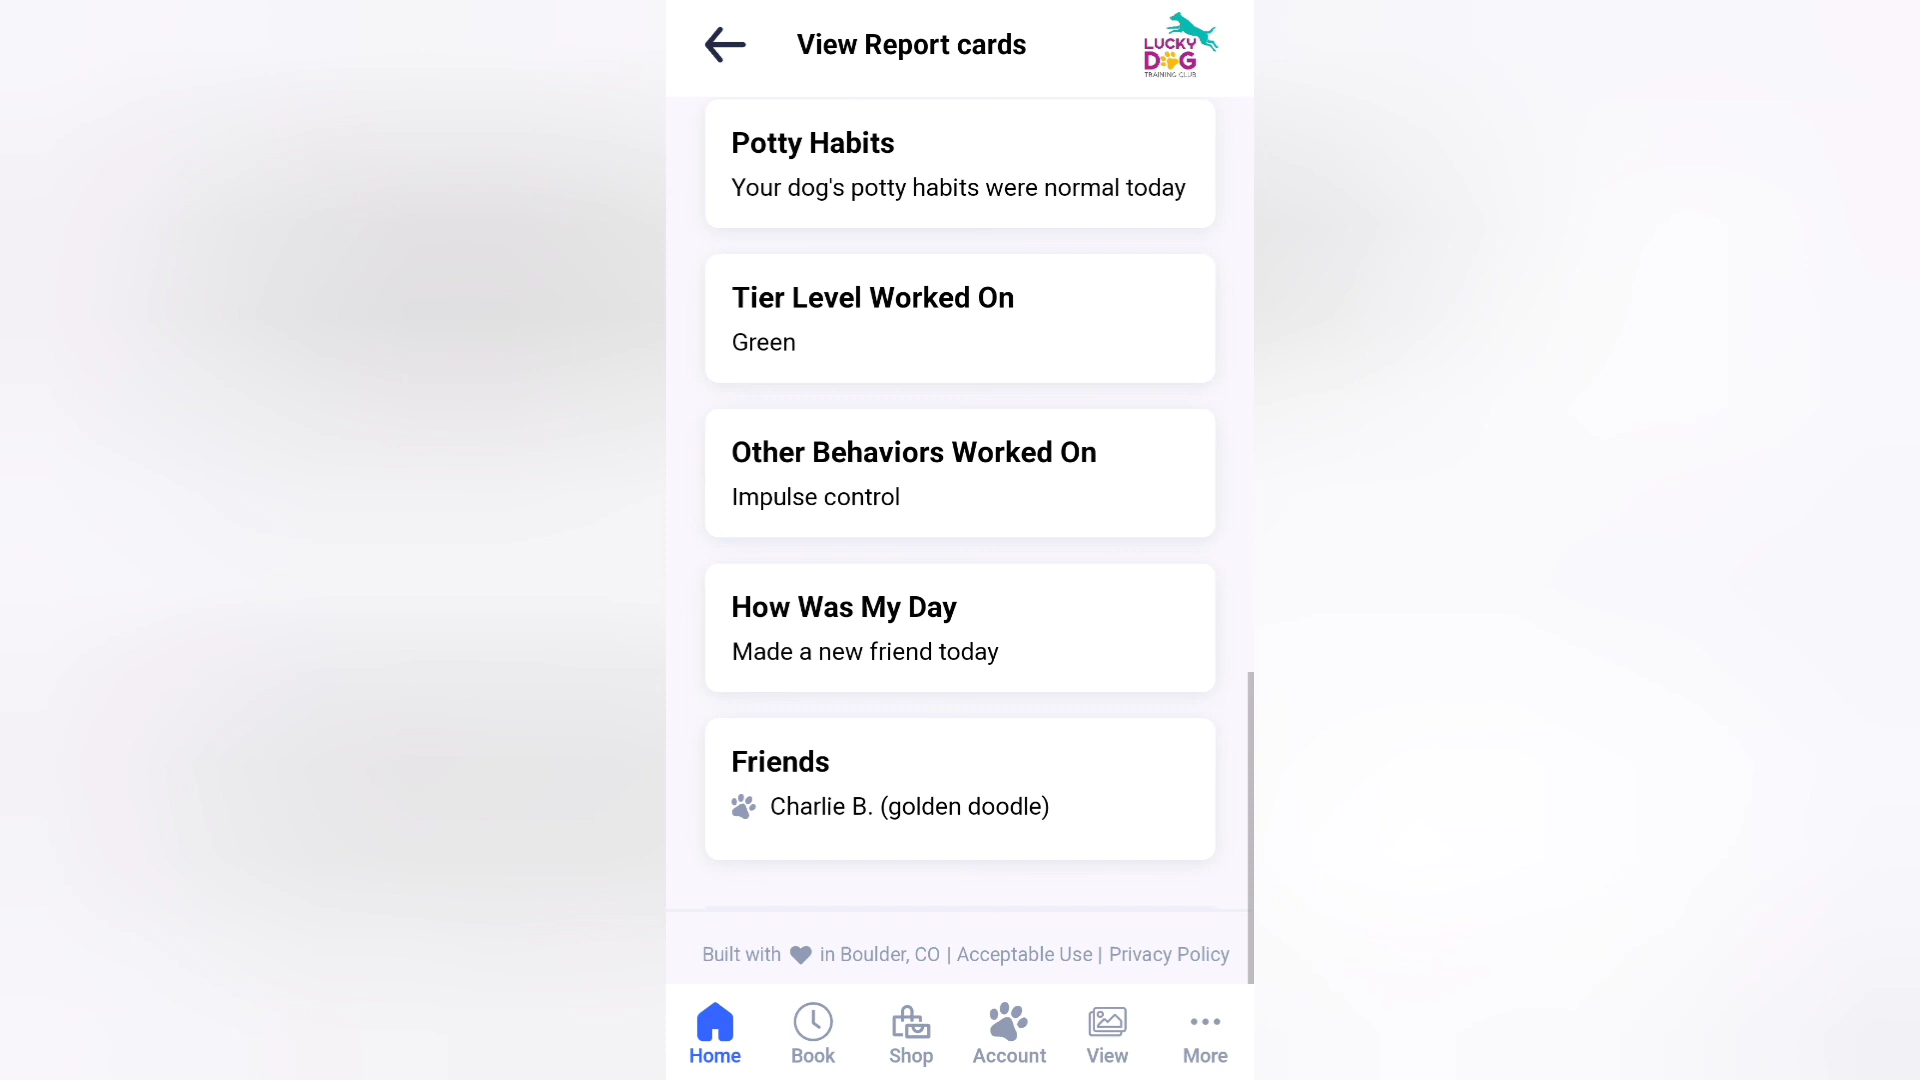 View Report cards
LUCKY
DOG
TRAINING CLUB
Potty Habits
Your dog's potty habits were normal today
Tier Level Worked On
Green
Other Behaviors Worked On
Impulse control
How Was My Day
Made a new friend today
Friends
Charlie B. (golden doodle)
Built with in Boulder, CO | Acceptable Use | Privacy Policy
Home Book Shop Account View More